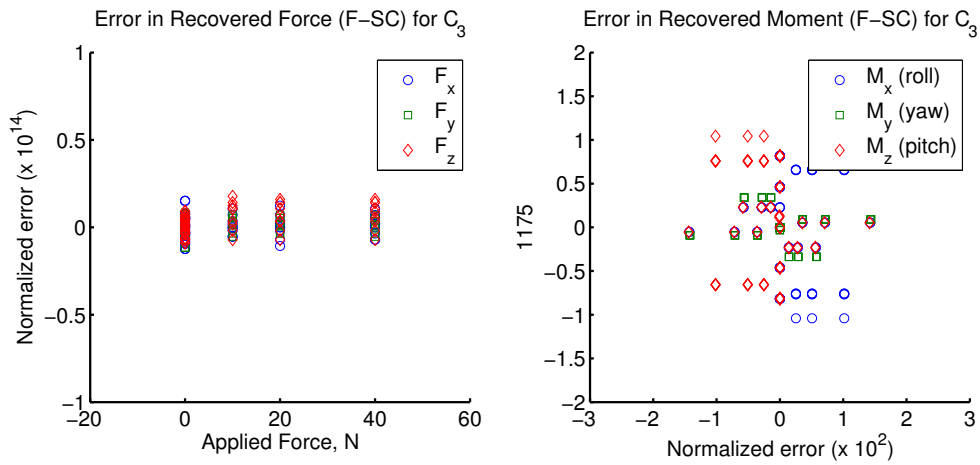 Error in Recovered Force (F−SC) for C3
1
0.5
0
−0.5
−1
−20
0
20
40
60
Normalized error (x 10^14)
Applied Force, N
Fx
Fy
Fz
Error in Recovered Moment (F−SC) for C3
2
1.5
1
0.5
0
−0.5
−1
−1.5
−2
−3
−2
−1
0
1
2
3
1175
Normalized error (x 10^2)
Mx (roll)
My (yaw)
Mz (pitch)